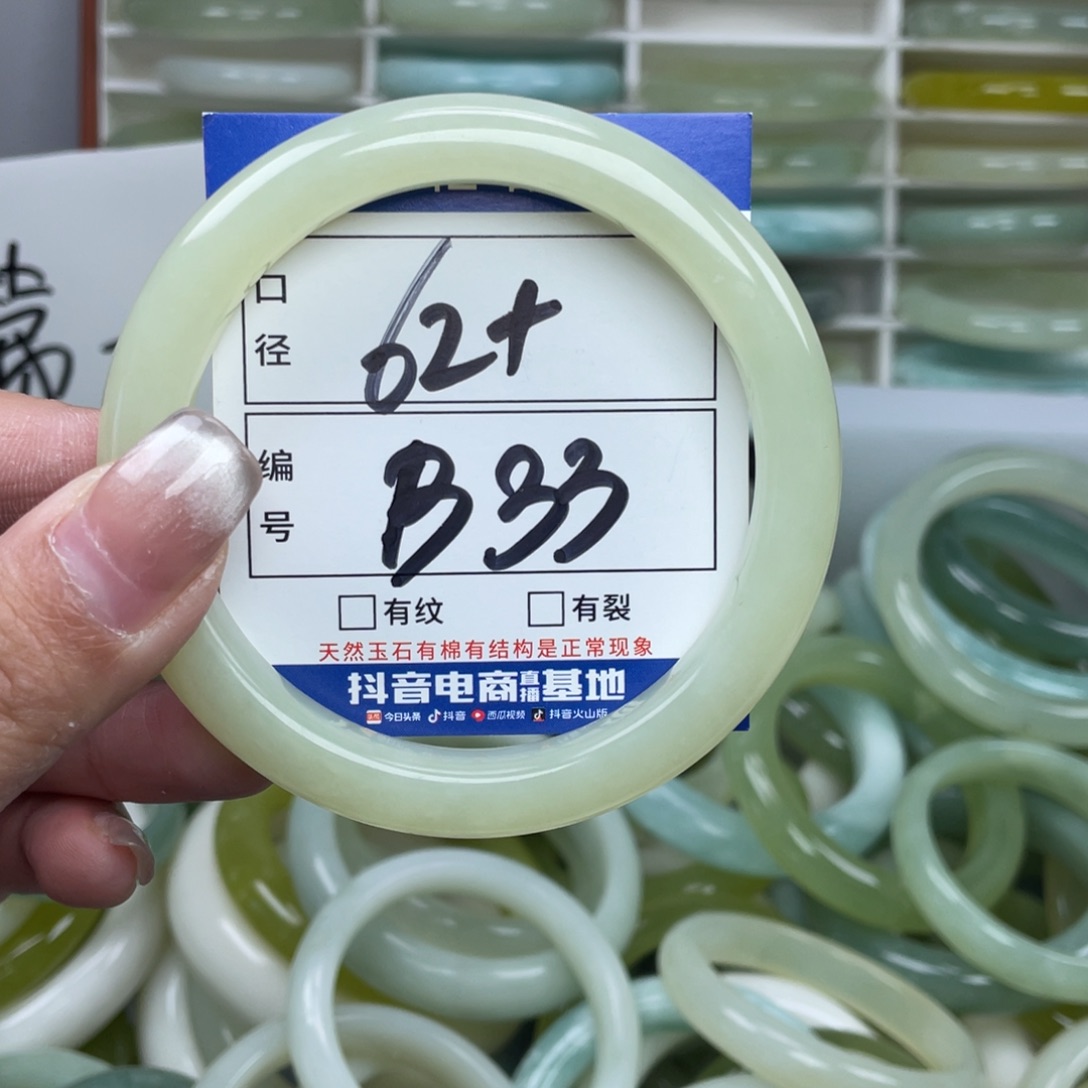 口径
62+
编号
B33
有纹 有裂
天然玉石有棉有结构是正常现象
抖音电商直播基地
今日头条 抖音 西瓜视频 抖音火山版